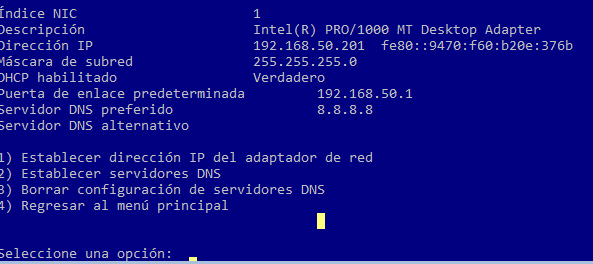 Índice NIC 1
Descripción Intel(R) PRO/1000 MT Desktop Adapter
Dirección IP 192.168.50.201 fe80::9470:f60:b20e:376b
Máscara de subred 255.255.255.0
DHCP habilitado Verdadero
Puerta de enlace predeterminada 192.168.50.1
Servidor DNS preferido 8.8.8.8
Servidor DNS alternativo
1) Establecer dirección IP del adaptador de red
2) Establecer servidores DNS
3) Borrar configuración de servidores DNS
4) Regresar al menú principal
Seleccione una opción: